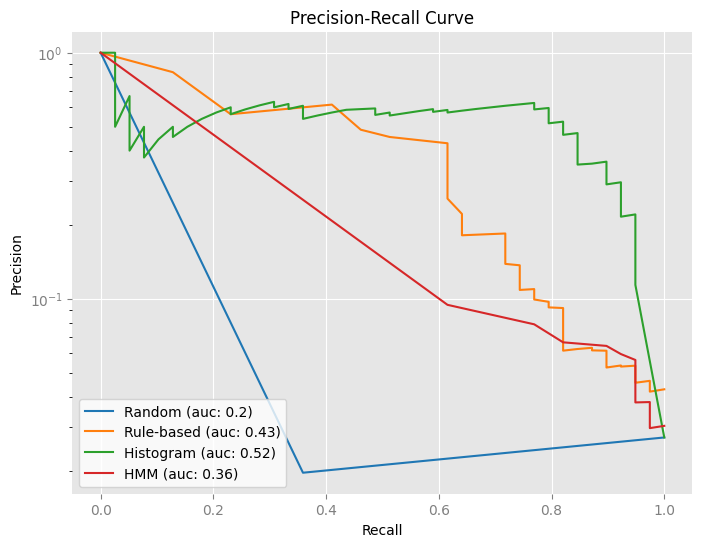 Precision-Recall Curve
Precision
10⁰
10⁻¹
Random (auc: 0.2)
Rule-based (auc: 0.43)
Histogram (auc: 0.52)
HMM (auc: 0.36)
0.0 0.2 0.4 0.6 0.8 1.0
Recall